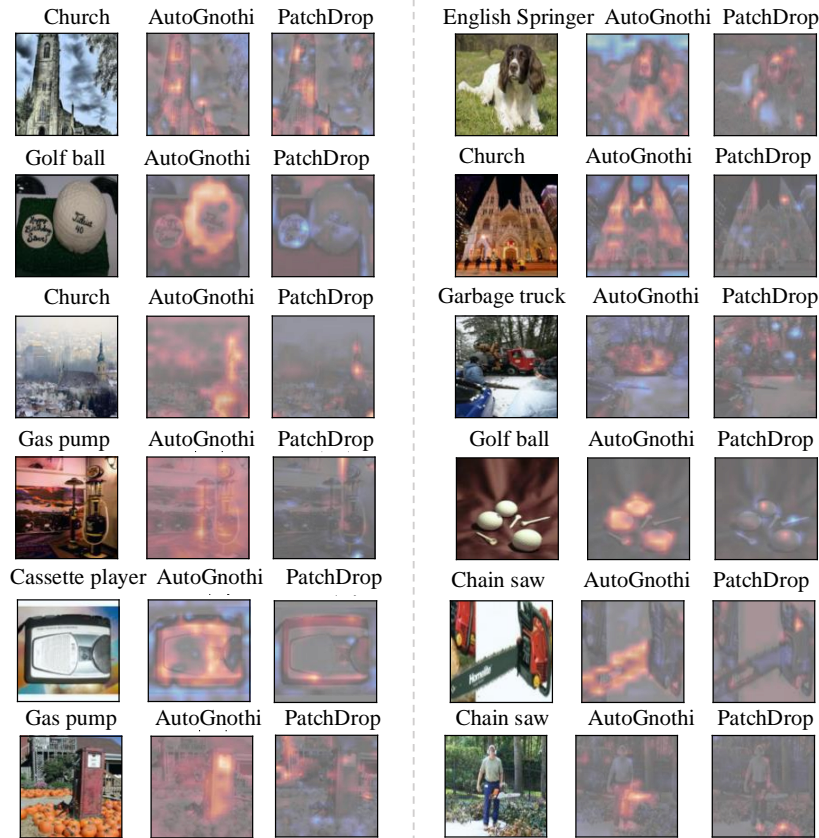 Church AutoGnothi PatchDrop
Golf ball AutoGnothi PatchDrop
Church AutoGnothi PatchDrop
Gas pump AutoGnothi PatchDrop
Cassette player AutoGnothi PatchDrop
Gas pump AutoGnothi PatchDrop
English Springer AutoGnothi PatchDrop
Church AutoGnothi PatchDrop
Garbage truck AutoGnothi PatchDrop
Golf ball AutoGnothi PatchDrop
Chain saw AutoGnothi PatchDrop
Homelite
Chain saw AutoGnothi PatchDrop